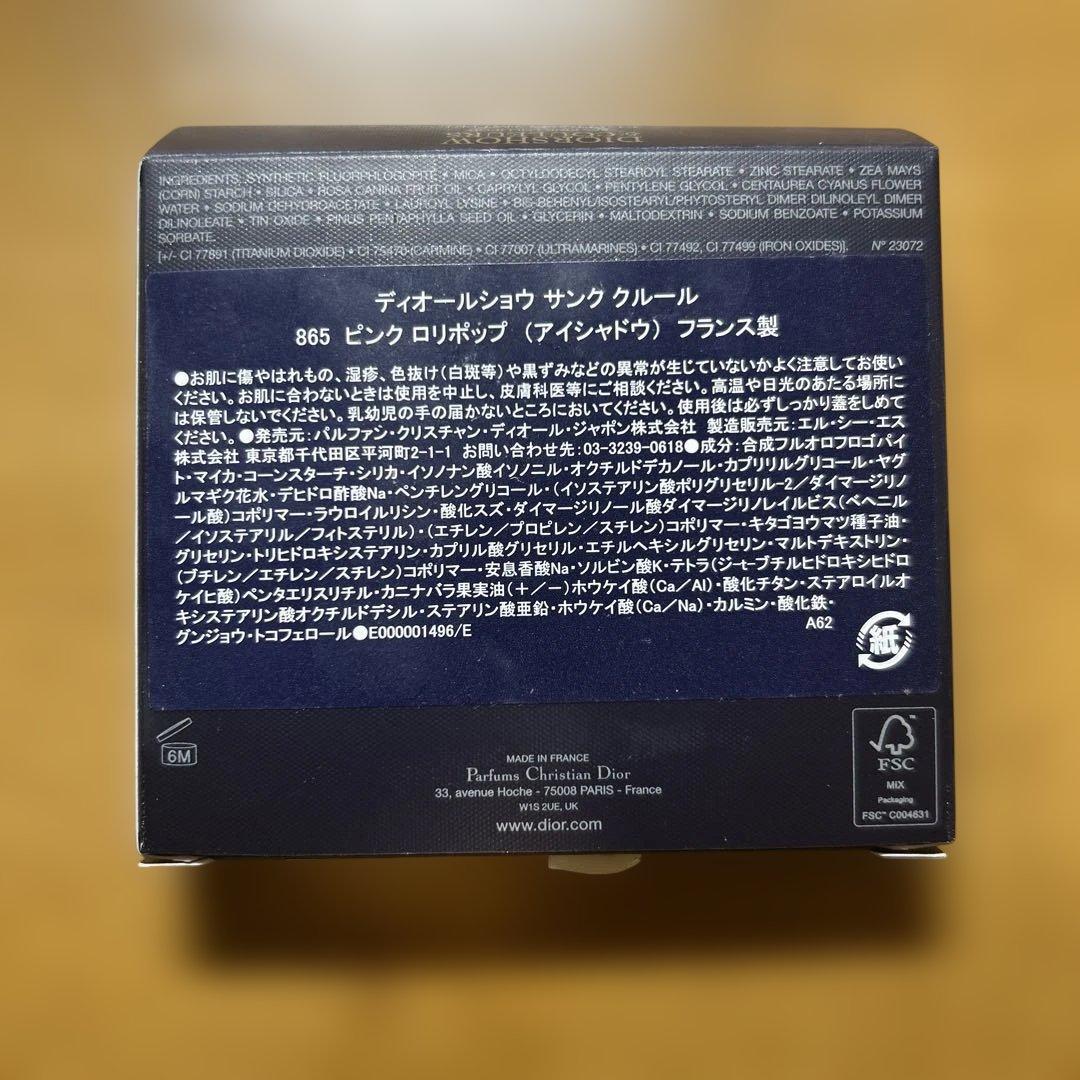 DIORSHOW
INGREDIENTS: SYNTHETIC FLUORPHLOGOPITE • MICA • OCTYLDODECYL STEAROYL STEARATE • ZINC STEARATE • ZEA MAYS
(CORN) STARCH • SILICA • ROSA CANINA FRUIT OIL • CAPRYLYL GLYCOL • PENTYLENE GLYCOL • CENTAUREA CYANUS FLOWER
WATER • SODIUM DEHYDROACETATE • LAUROYL LYSINE • BIS-BEHENYL/ISOSTEARYL/PHYTOSTERYL DIMER DILINOLEYL DIMER
DILINOLEATE • TIN OXIDE • PINUS PENTAPHYLLA SEED OIL • GLYCERIN • MALTODEXTRIN • SODIUM BENZOATE • POTASSIUM
SORBATE.
[+/- CI 77891 (TITANIUM DIOXIDE) • CI 75470 (CARMINE) • CI 77007 (ULTRAMARINES) • CI 77492, CI 77499 (IRON OXIDES)]. N° 23072
ディオールショウ サンク クルール
865 ピンク ロリポップ (アイシャドウ) フランス製
●お肌に傷やはれもの、湿疹、色抜け(白斑等)や黒ずみなどの異常が生じていないかよく注意してお使い
ください。お肌に合わないときは使用を中止し、皮膚科医等にご相談ください。高温や日光のあたる場所に
は保管しないでください。乳幼児の手の届かないところにおいてください。使用後は必ずしっかり蓋をしめて
ください。●発売元:パルファン・クリスチャン・ディオール・ジャポン株式会社 製造販売元:エル・シー・エス
株式会社 東京都千代田区平河町2-1-1 お問い合わせ先:03-3239-0618●成分:合成フルオロフロゴパイ
ト・マイカ・コーンスターチ・シリカ・イソノナン酸イソノニル・オクチルドデカノール・カプリリルグリコール・ヤグ
ルマギク花水・デヒドロ酢酸Na・ペンチレングリコール・(イソステアリン酸ポリグリセリル-2/ダイマージリノ
ール酸)コポリマー・ラウロイルリシン・酸化スズ・ダイマージリノール酸ダイマージリノレイルビス(ベヘニル
/イソステアリル/フィトステリル)・(エチレン/プロピレン/スチレン)コポリマー・キタゴヨウマツ種子油・
グリセリン・トリヒドロキシステアリン・カプリル酸グリセリル・エチルヘキシルグリセリン・マルトデキストリン・
(ブチレン/エチレン/スチレン)コポリマー・安息香酸Na・ソルビン酸K・テトラ(ジ-t-ブチルヒドロキシヒドロ
ケイヒ酸)ペンタエリスリチル・カニナバラ果実油(+/-)ホウケイ酸(Ca/Al)・酸化チタン・ステアロイルオ
キシステアリン酸オクチルドデシル・ステアリン酸亜鉛・ホウケイ酸(Ca/Na)・カルミン・酸化鉄・
グンジョウ・トコフェロール●E000001496/E A62
紙
6M
MADE IN FRANCE
Parfums Christian Dior
33, avenue Hoche - 75008 PARIS - France
W1S 2UE, UK
www.dior.com
FSC
MIX
Packaging
FSC™ C004631